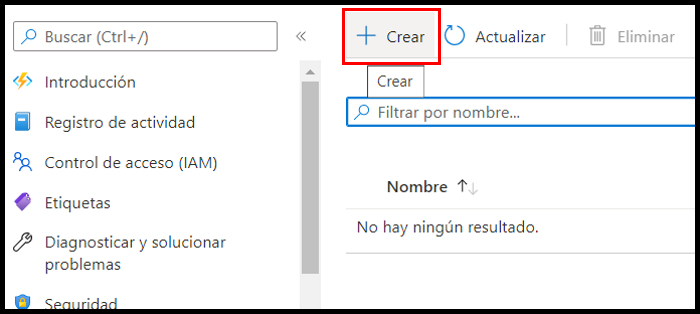 Buscar (Ctrl+/)
Introducción
Registro de actividad
Control de acceso (IAM)
Etiquetas
Diagnosticar y solucionar
problemas
Seguridad
Crear
Actualizar
Eliminar
Crear
Filtrar por nombre...
Nombre
No hay ningún resultado.